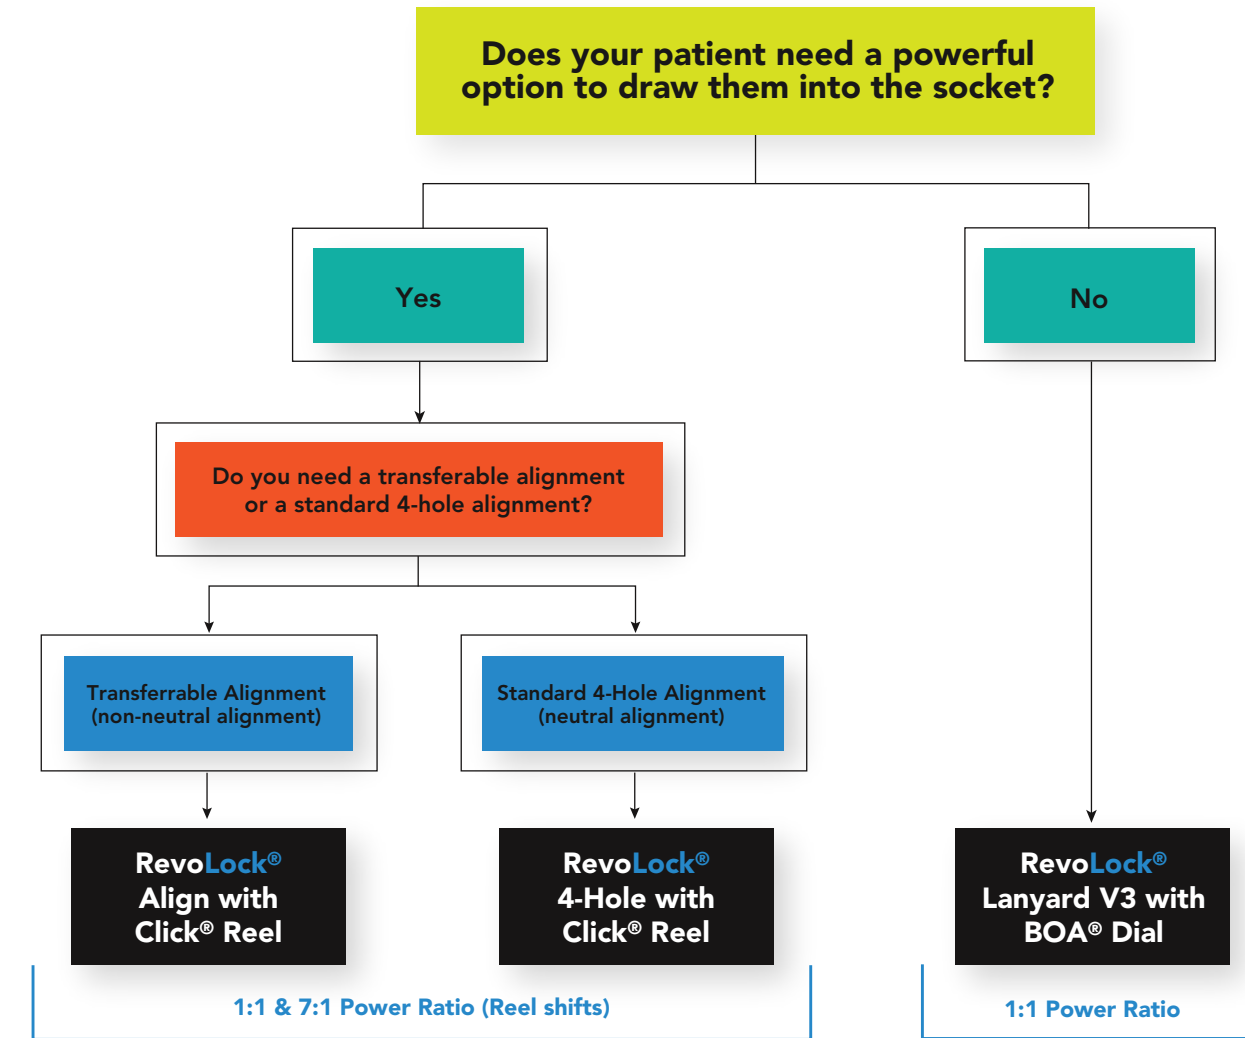 Does your patient need a powerful
option to draw them into the socket?
Yes
No
Do you need a transferable alignment
or a standard 4-hole alignment?
Transferrable Alignment
(non-neutral alignment)
Standard 4-Hole Alignment
(neutral alignment)
RevoLock®
Align with
Click® Reel
RevoLock®
4-Hole with
Click® Reel
RevoLock®
Lanyard V3 with
BOA® Dial
1:1 & 7:1 Power Ratio (Reel shifts)
1:1 Power Ratio